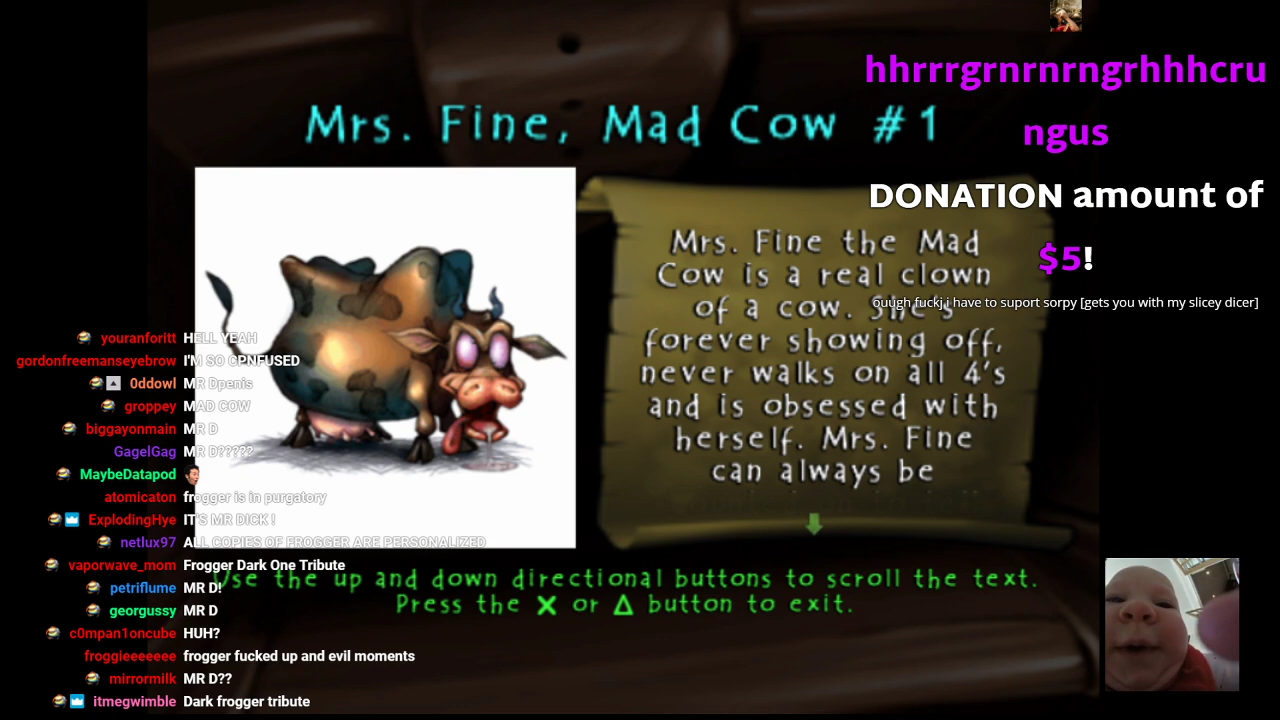 hhrrrgrnrnrngrhhhcru
ngus
DONATION amount of
$5!
ouugh fuckj i have to suport sorpy [gets you with my slicey dicer]
Mrs. Fine, Mad Cow #1
Mrs. Fine the Mad
Cow is a real clown
of a cow. She's
forever showing off,
never walks on all 4's
and is obsessed with
herself. Mrs. Fine
can always be
Use the up and down directional buttons to scroll the text.
Press the X or △ button to exit.
youranforitt HELL YEAH
gordonfreemanseyebrow I'M SO CPNFUSED
0ddowl MR Dpenis
groppey MAD COW
biggayonmain MR D
GagelGag MR D?????
MaybeDatapod
atomicaton frogger is in purgatory
ExplodingHye IT'S MR DICK !
netlux97 ALL COPIES OF FROGGER ARE PERSONALIZED
vaporwave_mom Frogger Dark One Tribute
petriflume MR D!
georgussy MR D
c0mpan1oncube HUH?
froggieeeeeee frogger fucked up and evil moments
mirrormilk MR D??
itmegwimble Dark frogger tribute